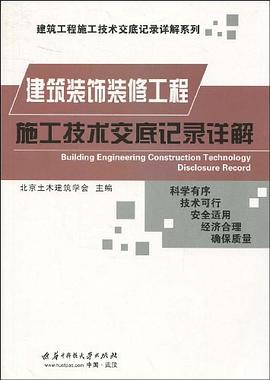 建筑工程施工技术交底记录详解系列
建筑装饰装修工程
施工技术交底记录详解
Building Engineering Construction Technology
Disclosure Record
北京土木建筑学会 主编
科学有序
技术可行
安全适用
经济合理
确保质量
华中科技大学出版社
www.hustpas.com 中国·武汉